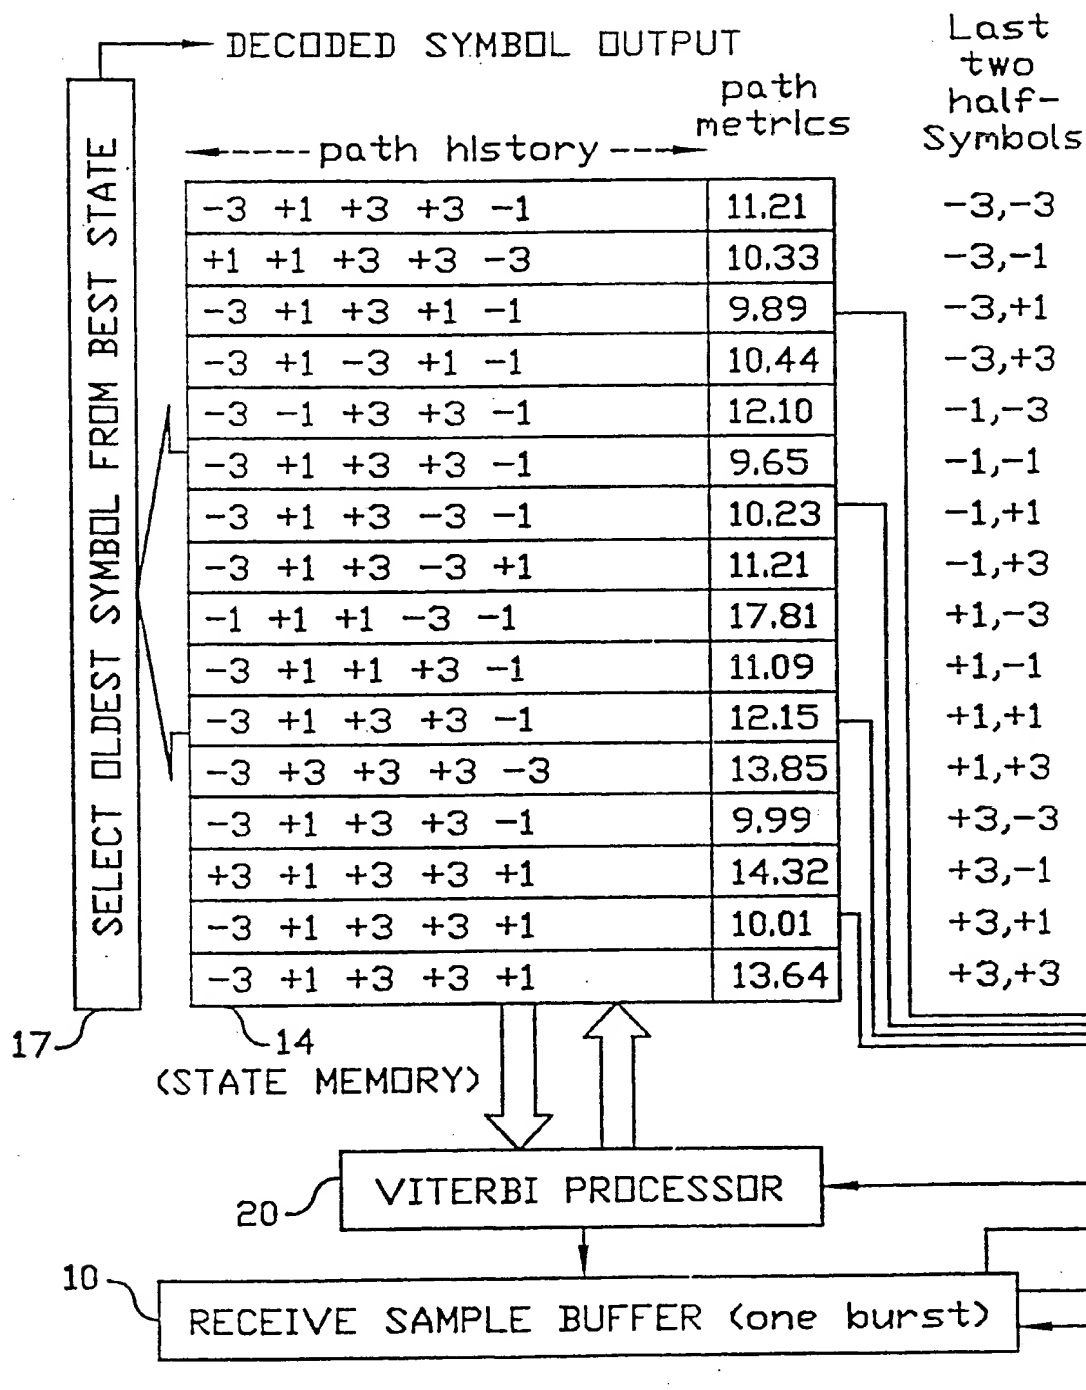 DECODED SYMBOL OUTPUT
Last
two
half-
Symbols
path
metrics
path history
SELECT OLDEST SYMBOL FROM BEST STATE
-3 +1 +3 +3 -1 11.21 -3,-3
+1 +1 +3 +3 -3 10.33 -3,-1
-3 +1 +3 +1 -1 9.89 -3,+1
-3 +1 -3 +1 -1 10.44 -3,+3
-3 -1 +3 +3 -1 12.10 -1,-3
-3 +1 +3 +3 -1 9.65 -1,-1
-3 +1 +3 -3 -1 10.23 -1,+1
-3 +1 +3 -3 +1 11.21 -1,+3
-1 +1 +1 -3 -1 17.81 +1,-3
-3 +1 +1 +3 -1 11.09 +1,-1
-3 +1 +3 +3 -1 12.15 +1,+1
-3 +3 +3 +3 -3 13.85 +1,+3
-3 +1 +3 +3 -1 9.99 +3,-3
+3 +1 +3 +3 +1 14.32 +3,-1
-3 +1 +3 +3 +1 10.01 +3,+1
-3 +1 +3 +3 +1 13.64 +3,+3
17
14
(STATE MEMORY)
VITERBI PROCESSOR
20
10
RECEIVE SAMPLE BUFFER (one burst)